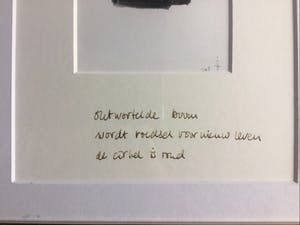 ontwortelde boom
wordt voedsel voor nieuw leven
de cirkel is rond